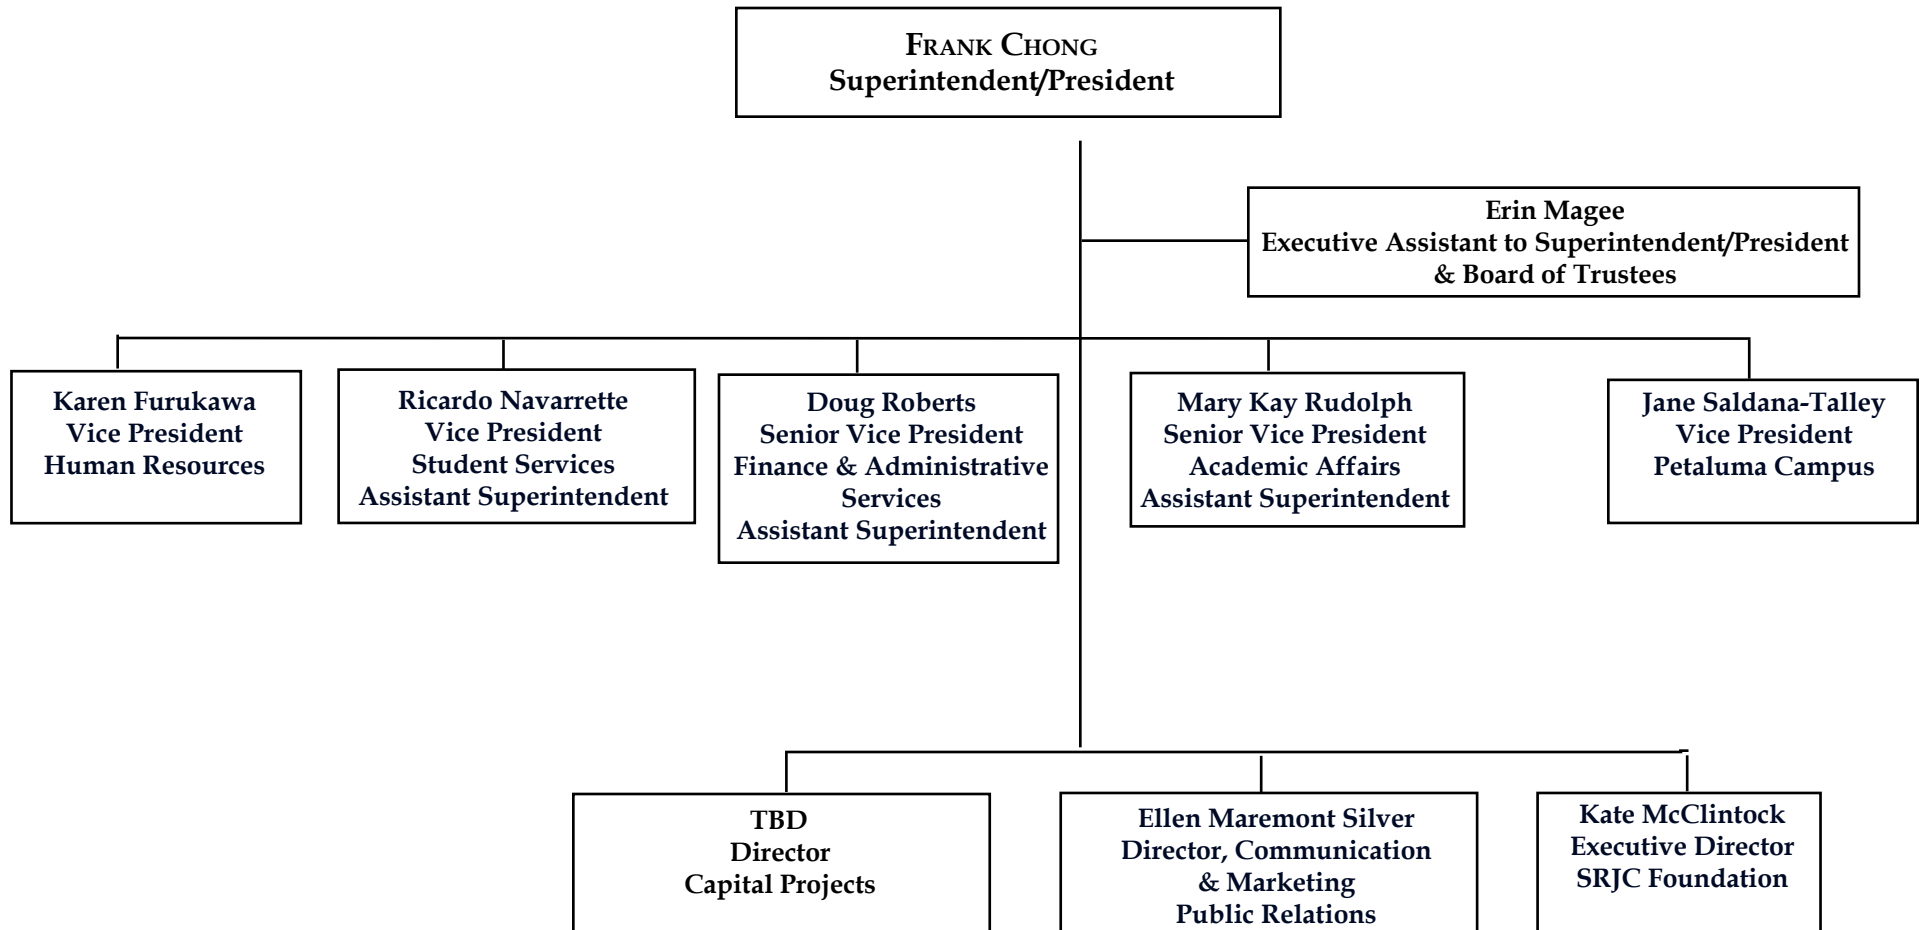 FRANK CHONG
Superintendent/President
Erin Magee
Executive Assistant to Superintendent/President
& Board of Trustees
Karen Furukawa
Vice President
Human Resources
Ricardo Navarrette
Vice President
Student Services
Assistant Superintendent
Doug Roberts
Senior Vice President
Finance & Administrative
Services
Assistant Superintendent
Mary Kay Rudolph
Senior Vice President
Academic Affairs
Assistant Superintendent
Jane Saldana-Talley
Vice President
Petaluma Campus
TBD
Director
Capital Projects
Ellen Maremont Silver
Director, Communication
& Marketing
Public Relations
Kate McClintock
Executive Director
SRJC Foundation